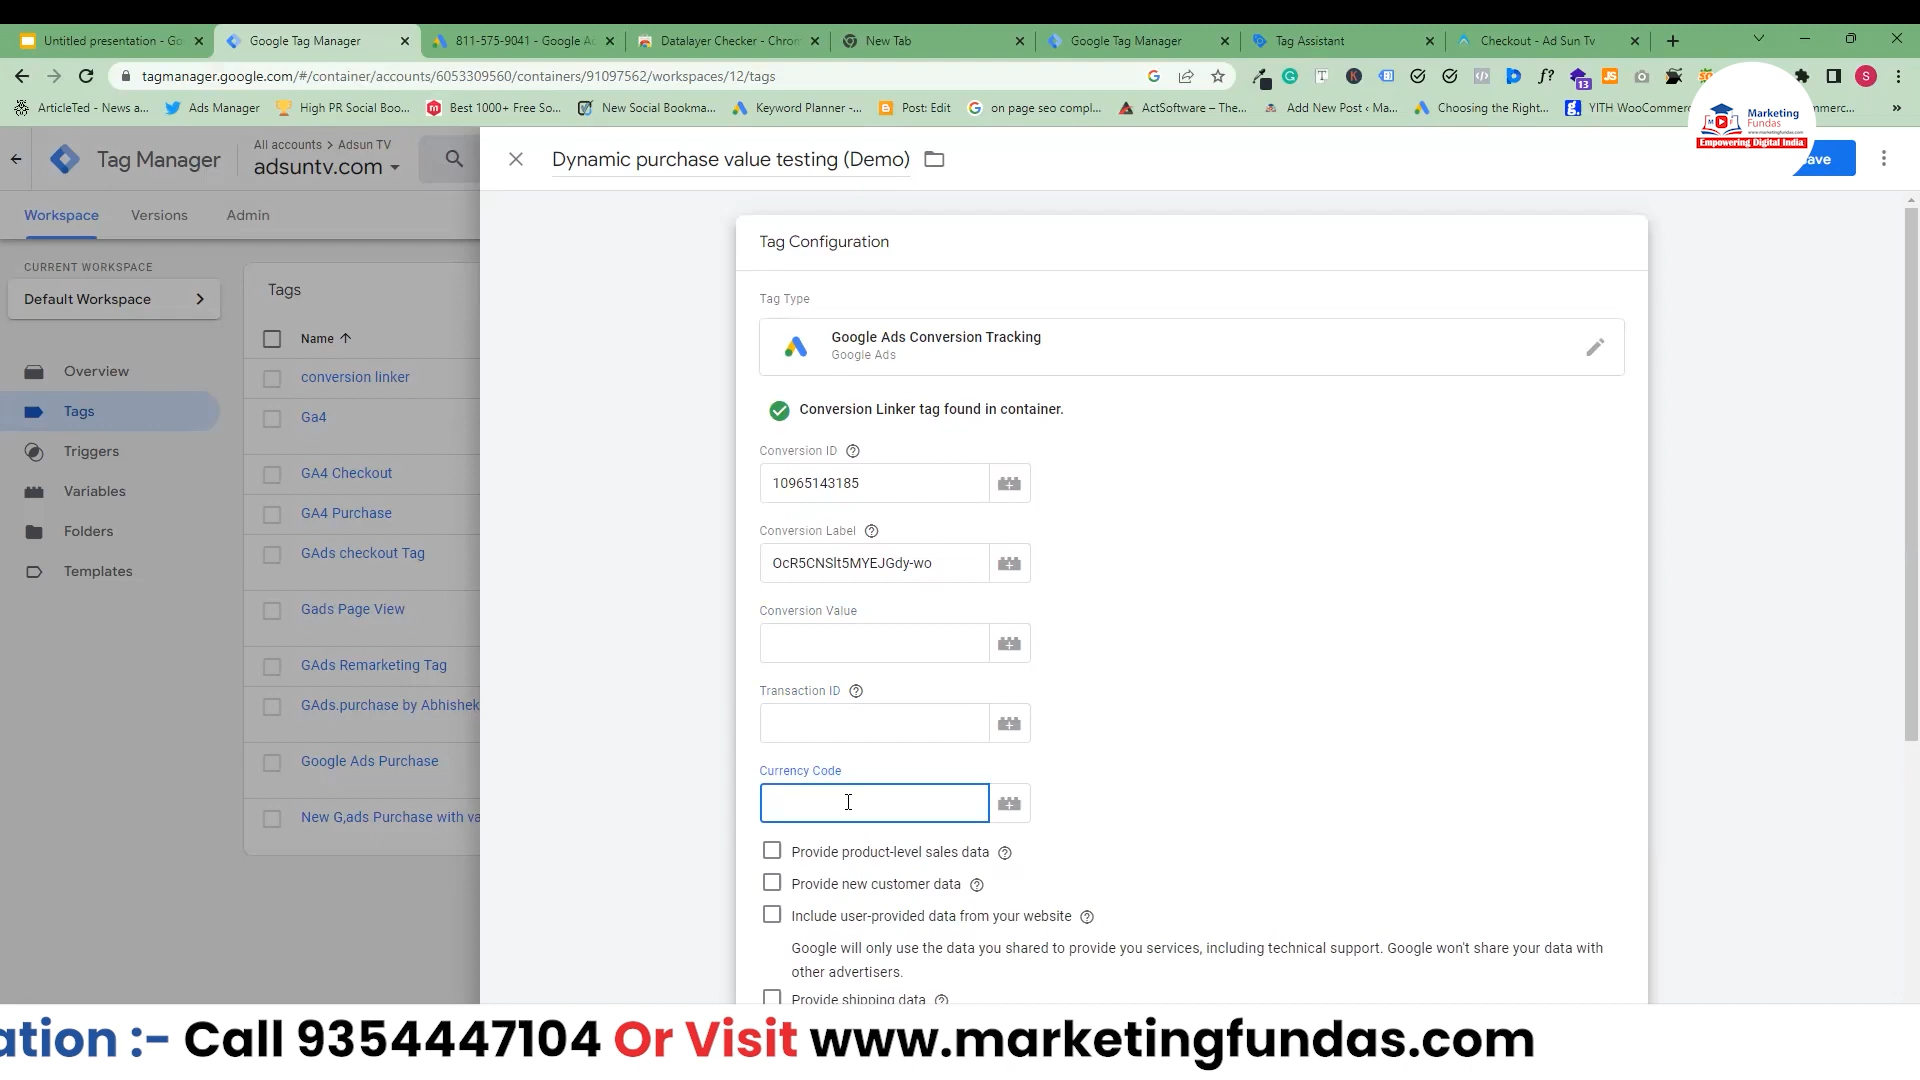 Untitled presentation - Go
Google Tag Manager
811-575-9041 - Google Ad
Datalayer Checker - Chrom
New Tab
Google Tag Manager
Tag Assistant
Checkout - Ad Sun Tv
tagmanager.google.com/#/container/accounts/6053309560/containers/91097562/workspaces/12/tags
ArticleTed - News a...
Ads Manager
High PR Social Boo...
Best 1000+ Free So...
New Social Bookma...
Keyword Planner -...
Post: Edit
on page seo compl...
ActSoftware – The...
Add New Post ‹ Ma...
Choosing the Right...
YITH WooCommerc
mmerc...
Marketing
Fundas
www.marketingfundas.com
Empowering Digital India
Tag Manager
All accounts > Adsun TV
adsuntv.com
Dynamic purchase value testing (Demo)
ave
Workspace
Versions
Admin
CURRENT WORKSPACE
Default Workspace
Overview
Tags
Triggers
Variables
Folders
Templates
Tags
Name
conversion linker
Ga4
GA4 Checkout
GA4 Purchase
GAds checkout Tag
Gads Page View
GAds Remarketing Tag
GAds.purchase by Abhishek
Google Ads Purchase
New G,ads Purchase with va
Tag Configuration
Tag Type
Google Ads Conversion Tracking
Google Ads
Conversion Linker tag found in container.
Conversion ID
10965143185
Conversion Label
OcR5CNSlt5MYEJGdy-wo
Conversion Value
Transaction ID
Currency Code
Provide product-level sales data
Provide new customer data
Include user-provided data from your website
Google will only use the data you shared to provide you services, including technical support. Google won't share your data with
other advertisers.
Provide shipping data
ation :- Call 9354447104 Or Visit www.marketingfundas.com